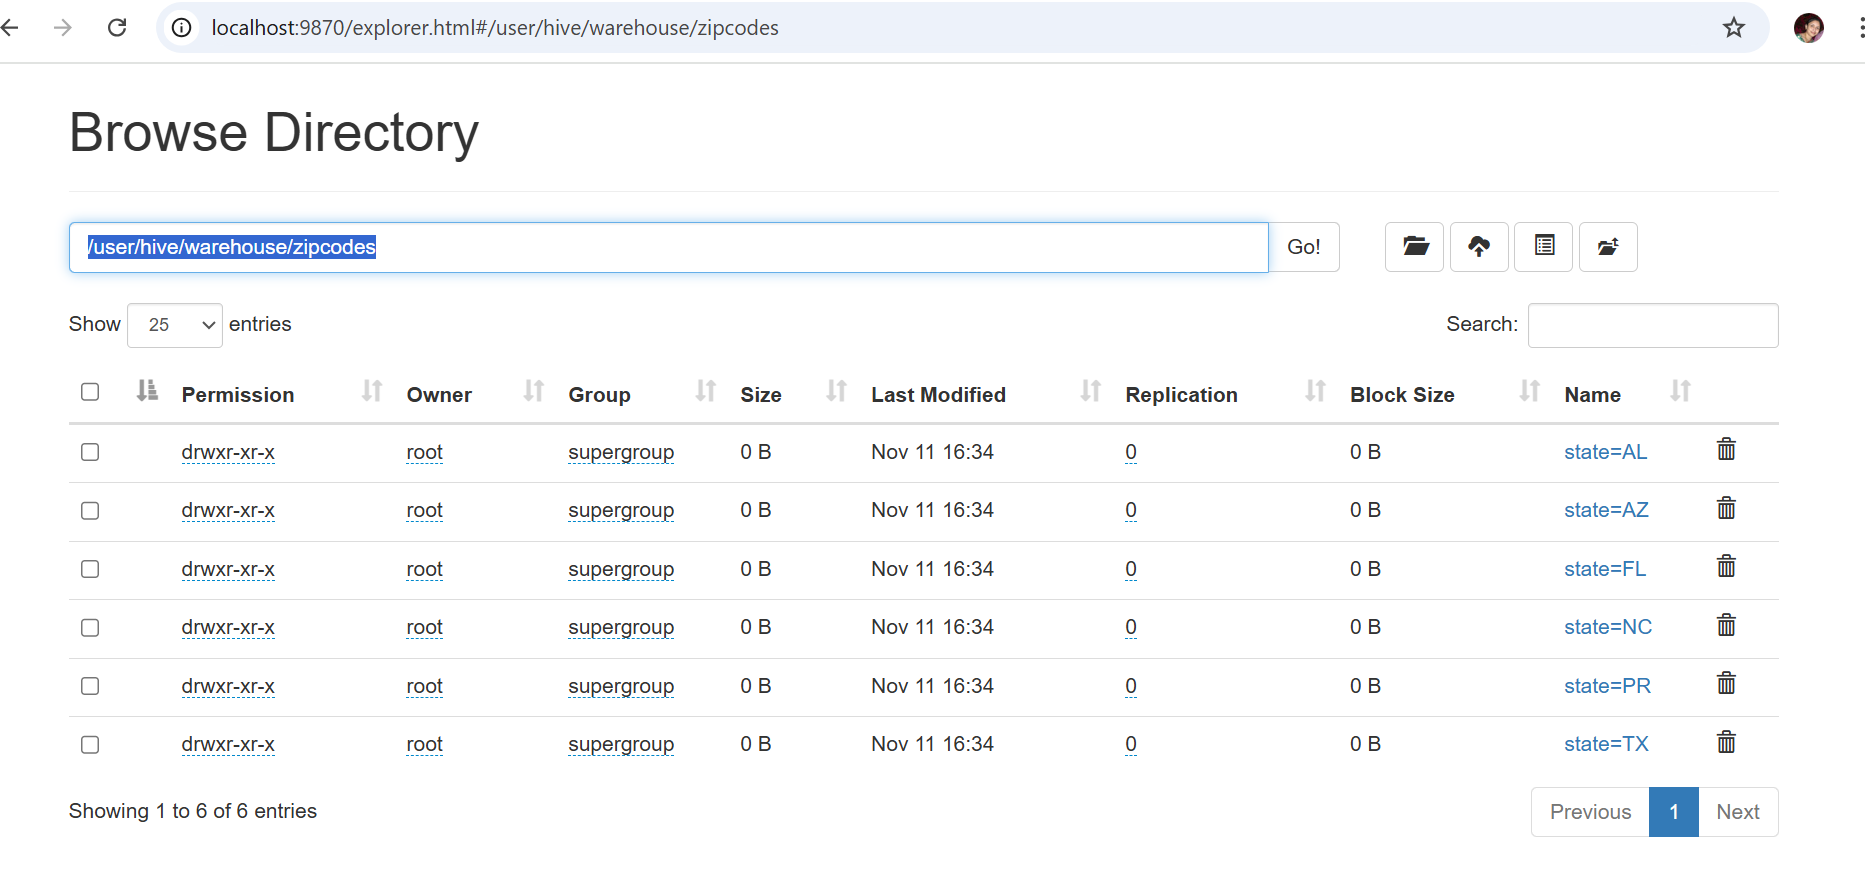 localhost:9870/explorer.html#/user/hive/warehouse/zipcodes
Browse Directory
/user/hive/warehouse/zipcodes Go!
Show 25 entries Search:
Permission Owner Group Size Last Modified Replication Block Size Name
drwxr-xr-x root supergroup 0 B Nov 11 16:34 0 0 B state=AL
drwxr-xr-x root supergroup 0 B Nov 11 16:34 0 0 B state=AZ
drwxr-xr-x root supergroup 0 B Nov 11 16:34 0 0 B state=FL
drwxr-xr-x root supergroup 0 B Nov 11 16:34 0 0 B state=NC
drwxr-xr-x root supergroup 0 B Nov 11 16:34 0 0 B state=PR
drwxr-xr-x root supergroup 0 B Nov 11 16:34 0 0 B state=TX
Showing 1 to 6 of 6 entries Previous 1 Next